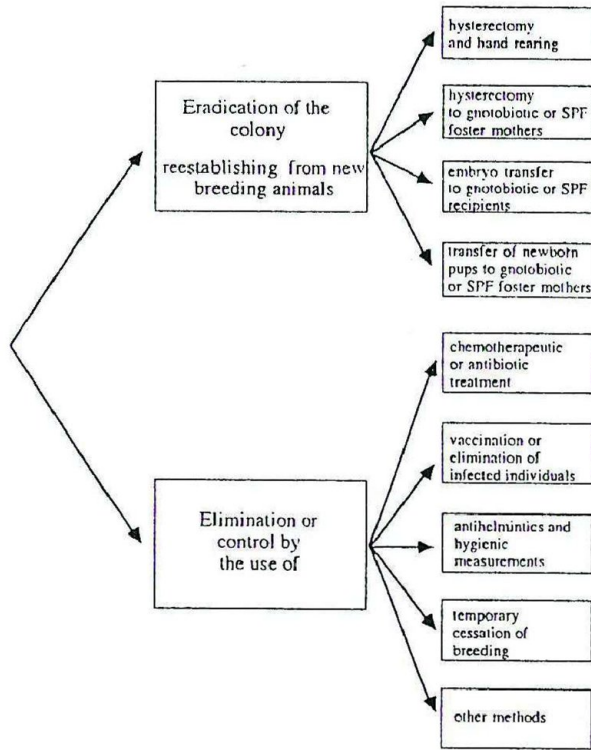 Eradication of the
colony
reestablishing from new
breeding animals
hysterectomy
and hand rearing
hysterectomy
to gnotobiotic or SPF
foster mothers
embryo transfer
to gnotobiotic or SPF
recipients
transfer of newborn
pups to gnotobiotic
or SPF foster mothers
Elimination or
control by
the use of
chemotherapeutic
or antibiotic
treatment
vaccination or
elimination of
infected individuals
antihelmintics and
hygienic
measurements
temporary
cessation of
breeding
other methods